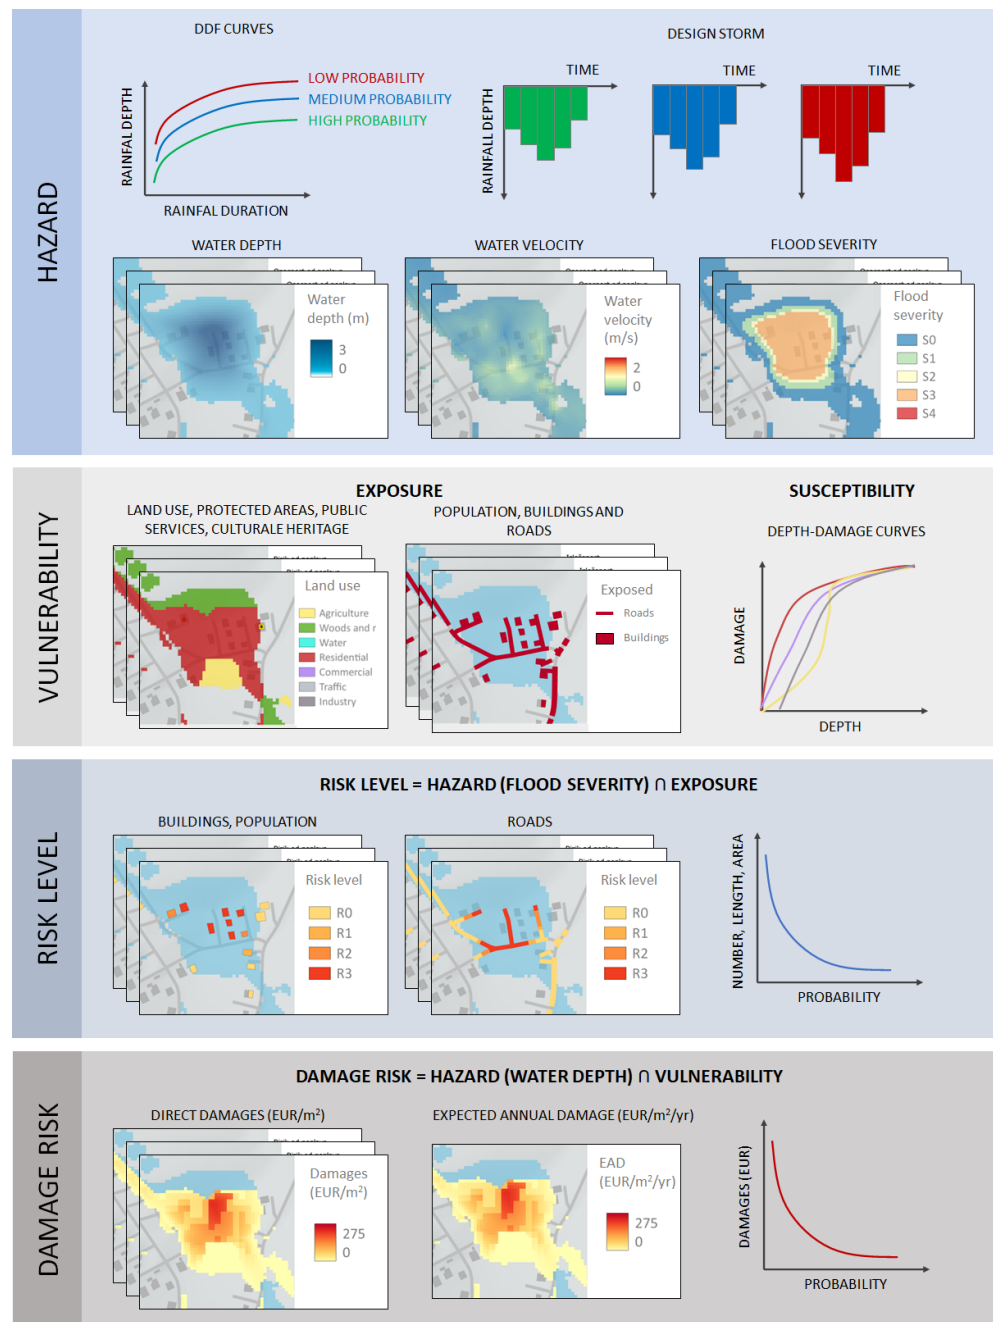 HAZARD
DDF CURVES
RAINFAL DEPTH
LOW PROBABILITY
MEDIUM PROBABILITY
HIGH PROBABILITY
RAINFAL DURATION
DESIGN STORM
RAINFALL DEPTH
TIME
TIME
TIME
WATER DEPTH
Water
depth (m)
3
0
WATER VELOCITY
Water
velocity
(m/s)
2
0
FLOOD SEVERITY
Flood
severity
S0
S1
S2
S3
S4
VULNERABILITY
EXPOSURE
LAND USE, PROTECTED AREAS, PUBLIC
SERVICES, CULTURALE HERITAGE
Land use
Agriculture
Woods and r
Water
Residential
Commercial
Traffic
Industry
POPULATION, BUILDINGS AND
ROADS
Exposed
Roads
Buildings
SUSCEPTIBILITY
DEPTH-DAMAGE CURVES
DAMAGE
DEPTH
RISK LEVEL
RISK LEVEL = HAZARD (FLOOD SEVERITY) ∩ EXPOSURE
BUILDINGS, POPULATION
Risk level
R0
R1
R2
R3
ROADS
Risk level
R0
R1
R2
R3
NUMBER, LENGTH, AREA
PROBABILITY
DAMAGE RISK
DAMAGE RISK = HAZARD (WATER DEPTH) ∩ VULNERABILITY
DIRECT DAMAGES (EUR/m²)
Damages
(EUR/m²)
275
0
EXPECTED ANNUAL DAMAGE (EUR/m²/yr)
EAD
(EUR/m²/yr)
275
0
DAMAGES (EUR)
PROBABILITY